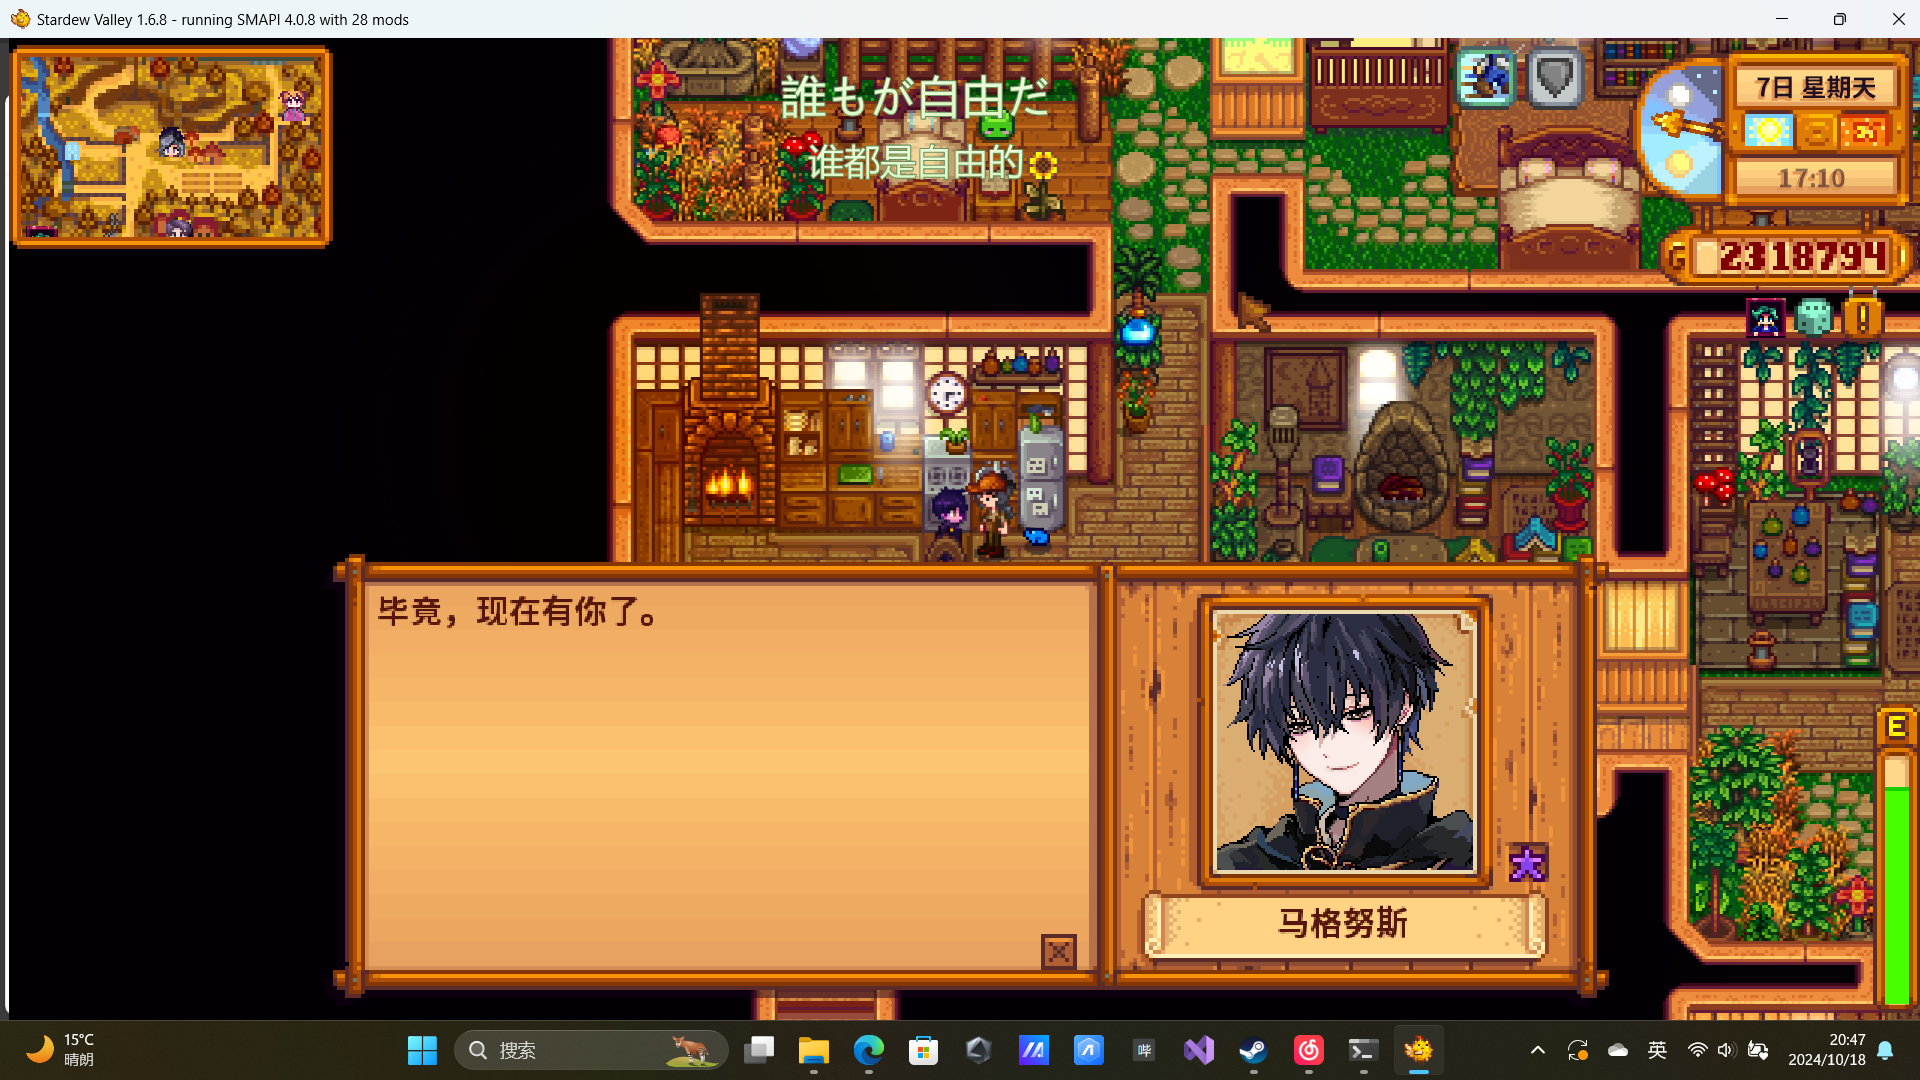 Stardew Valley 1.6.8 - running SMAPI 4.0.8 with 28 mods
誰もが自由だ
谁都是自由的
7日 星期天
17:10
2318794
毕竟，现在有你了。
马格努斯
E
15°C
晴朗
搜索
英
20:47
2024/10/18